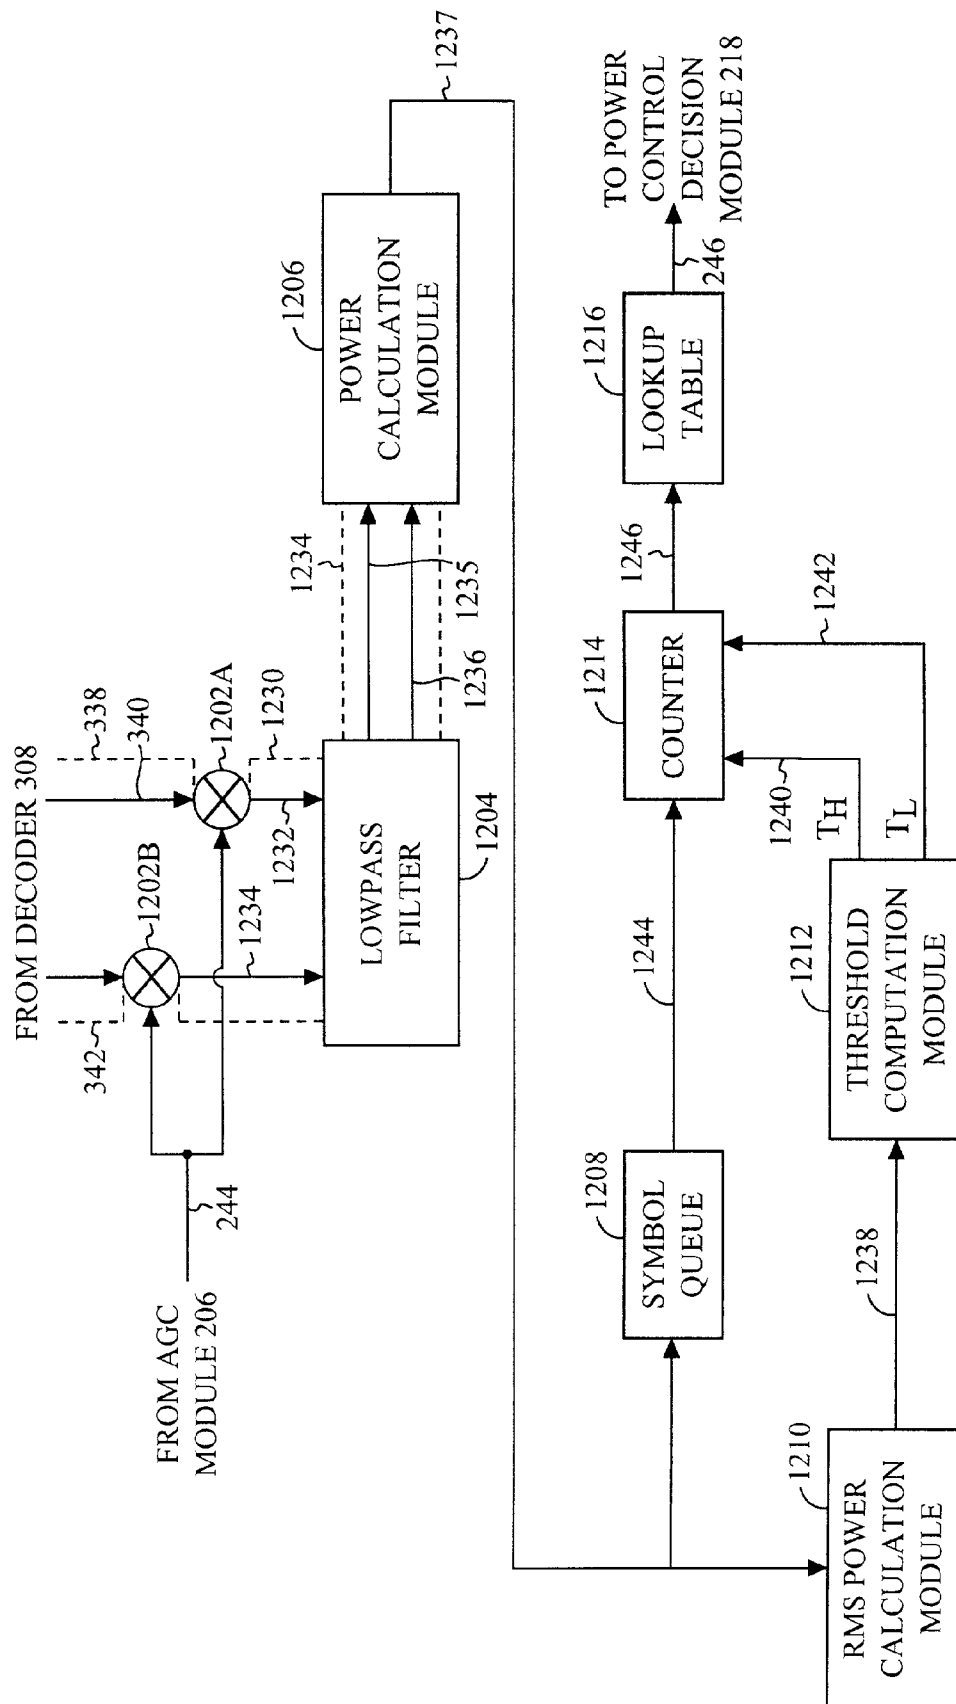 FROM DECODER 308
342
1202B
1234
338
340
1202A
1230
1232
FROM AGC
MODULE 206
244
LOWPASS
FILTER
1204
1234
1235
1236
1235
POWER
CALCULATION
MODULE
1206
1237
SYMBOL
QUEUE
1208
1244
COUNTER
1214
1246
LOOKUP
TABLE
1216
246
TO POWER
CONTROL
DECISION
MODULE 218
RMS POWER
CALCULATION
MODULE
1210
1238
THRESHOLD
COMPUTATION
MODULE
1212
TH
1240
TL
1242